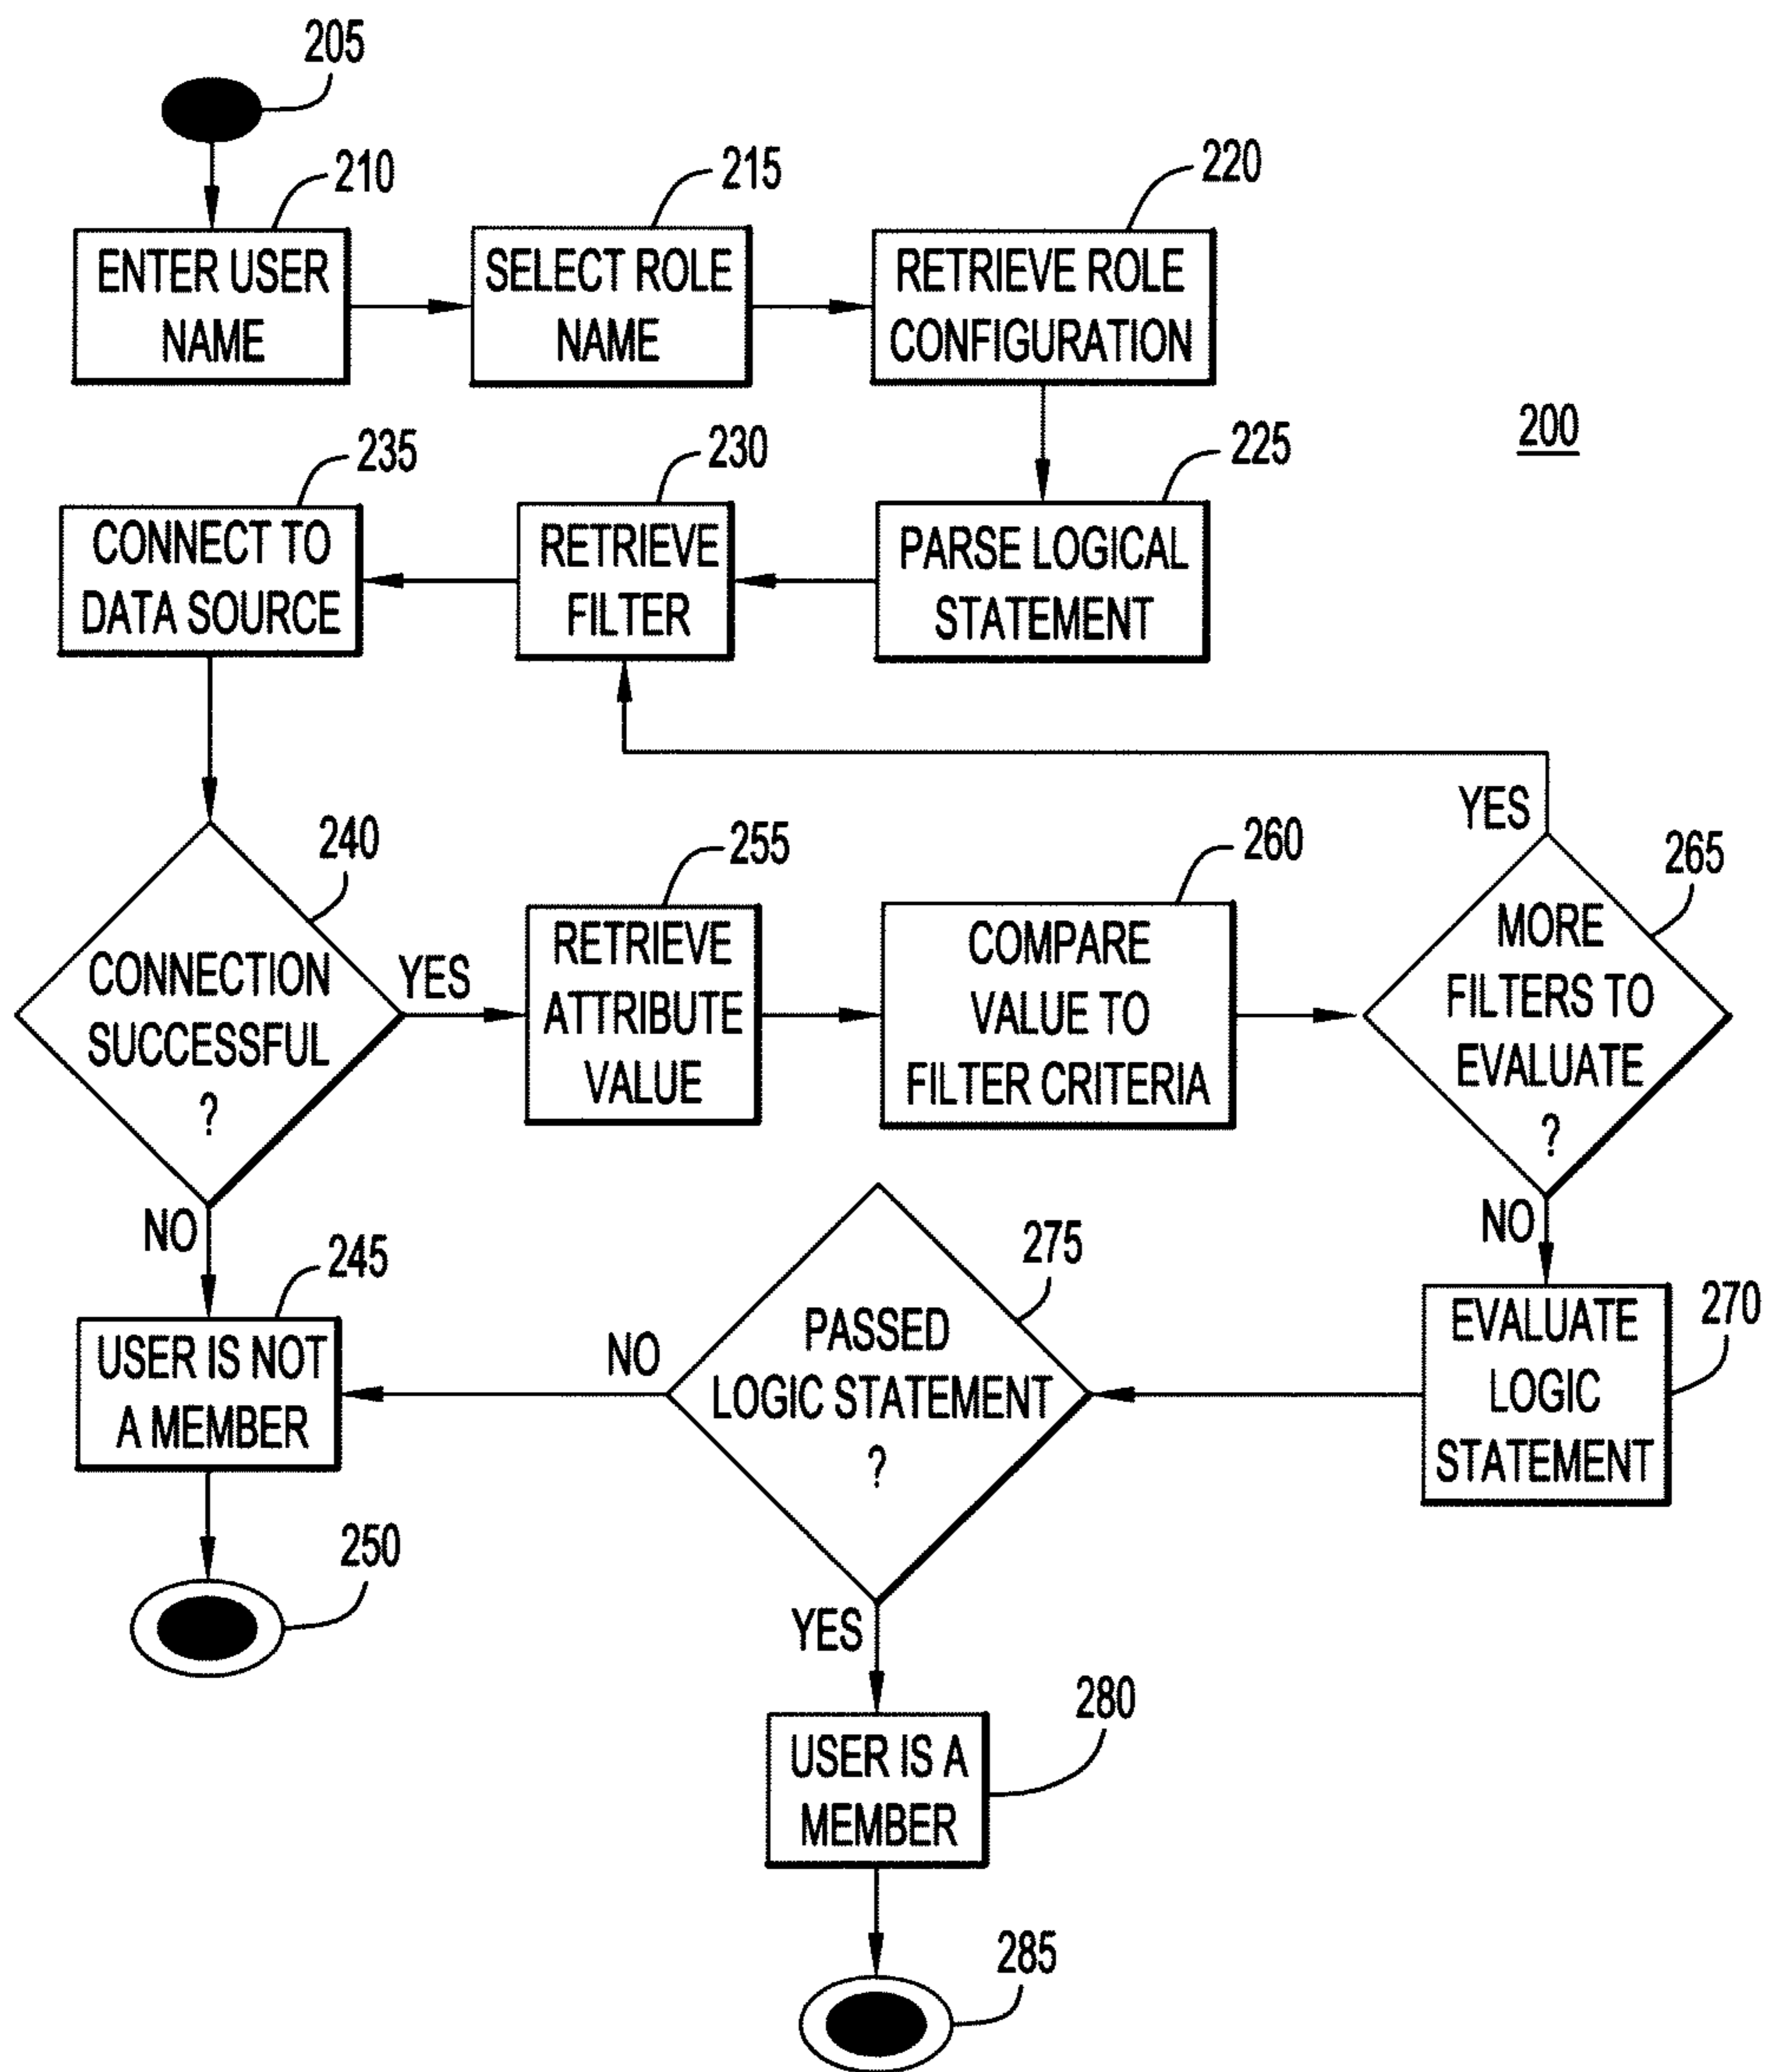 205
210
215
220
ENTER USER
NAME
SELECT ROLE
NAME
RETRIEVE ROLE
CONFIGURATION
200
235
230
225
CONNECT TO
DATA SOURCE
RETRIEVE
FILTER
PARSE LOGICAL
STATEMENT
240
255
260
YES
265
CONNECTION
SUCCESSFUL
?
YES
RETRIEVE
ATTRIBUTE
VALUE
COMPARE
VALUE TO
FILTER CRITERIA
MORE
FILTERS TO
EVALUATE
?
NO
NO
245
275
270
USER IS NOT
A MEMBER
NO
PASSED
LOGIC STATEMENT
?
EVALUATE
LOGIC
STATEMENT
250
YES
280
USER IS A
MEMBER
285